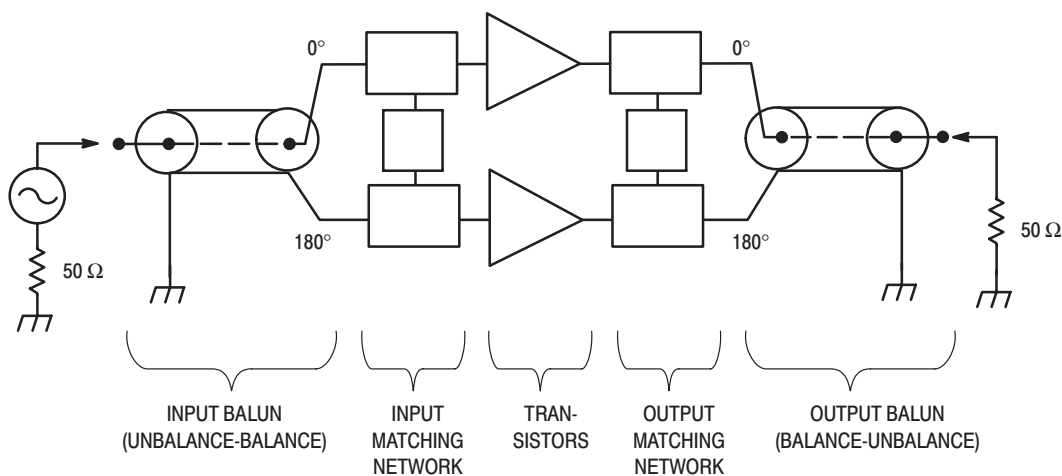 0°
0°
180°
180°
50 Ω
50 Ω
INPUT BALUN
(UNBALANCE-BALANCE)
INPUT
MATCHING
NETWORK
TRAN-
SISTORS
OUTPUT
MATCHING
NETWORK
OUTPUT BALUN
(BALANCE-UNBALANCE)